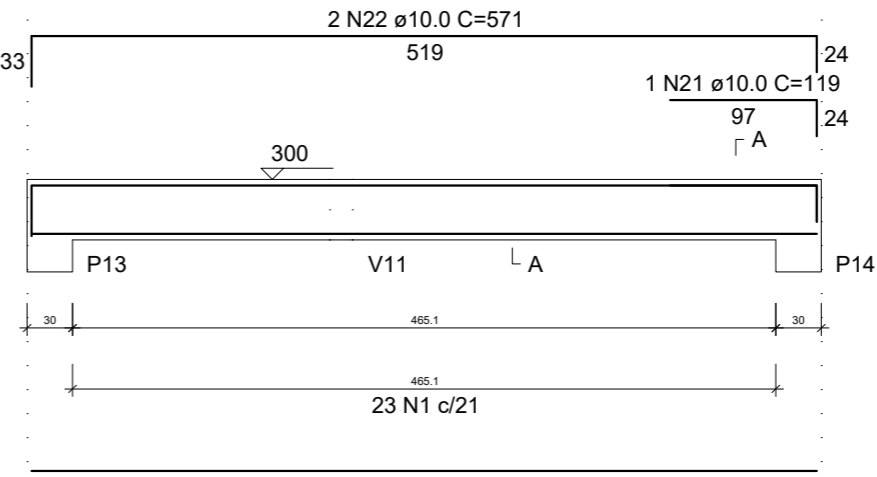 2 N22 ø10.0 C=571
33
519
24
1 N21 ø10.0 C=119
97
24
A
300
P13
V11
A
P14
30
465.1
30
465.1
23 N1 c/21